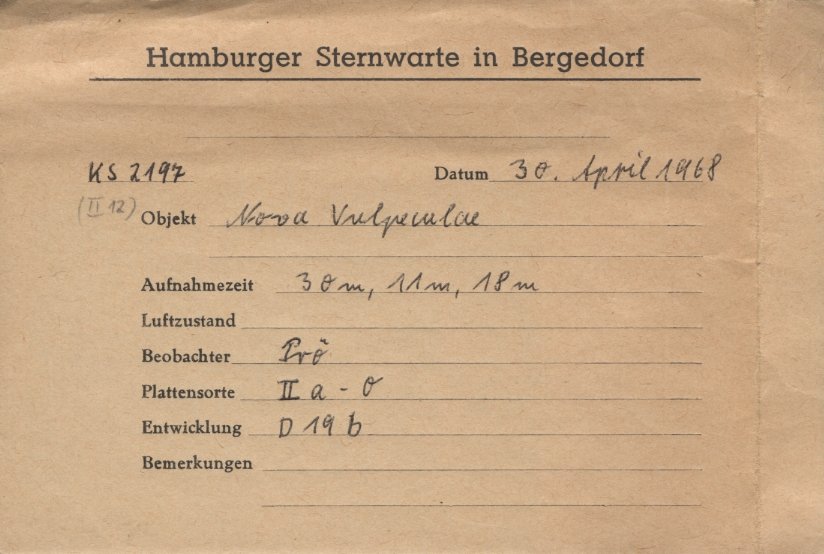 Hamburger Sternwarte in Bergedorf
KS 2197 Datum 30. April 1968
(II 12) Objekt Nova Vulpeculae
Aufnahmezeit 30m, 11m, 18m
Luftzustand
Beobachter Prö
Plattensorte II a - O
Entwicklung D 19 b
Bemerkungen